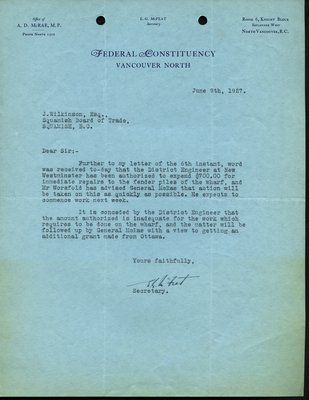 Office of
A. D. McRAE, M. P.
Phone North 1301
E. G. McFEAT
Secretary
Room 6, Knight Block
Esplanade West
North Vancouver, B.C.
Federal Constituency
VANCOUVER NORTH
June 9th, 1927.
J.Wilkinson, Esq.,
Squamish Board of Trade,
SQUAMISH, B.C.
Dear Sir:-
Further to my letter of the 6th instant, word
was received to-day that the District Engineer at New
Westminster has been authorized to expend $700.00 for
immediate repairs to the fender piles of the wharf, and
Mr Worsfold has advised General McRae that action will
be taken on this as quickly as possible. He expects to
commence work next week.
It is conceded by the District Engineer that
the amount authorized is inadequate for the work which
requires to be done on the wharf, and the matter will be
followed up by General McRae with a view to getting an
additional grant made from Ottawa.
Yours faithfully,
Secretary.